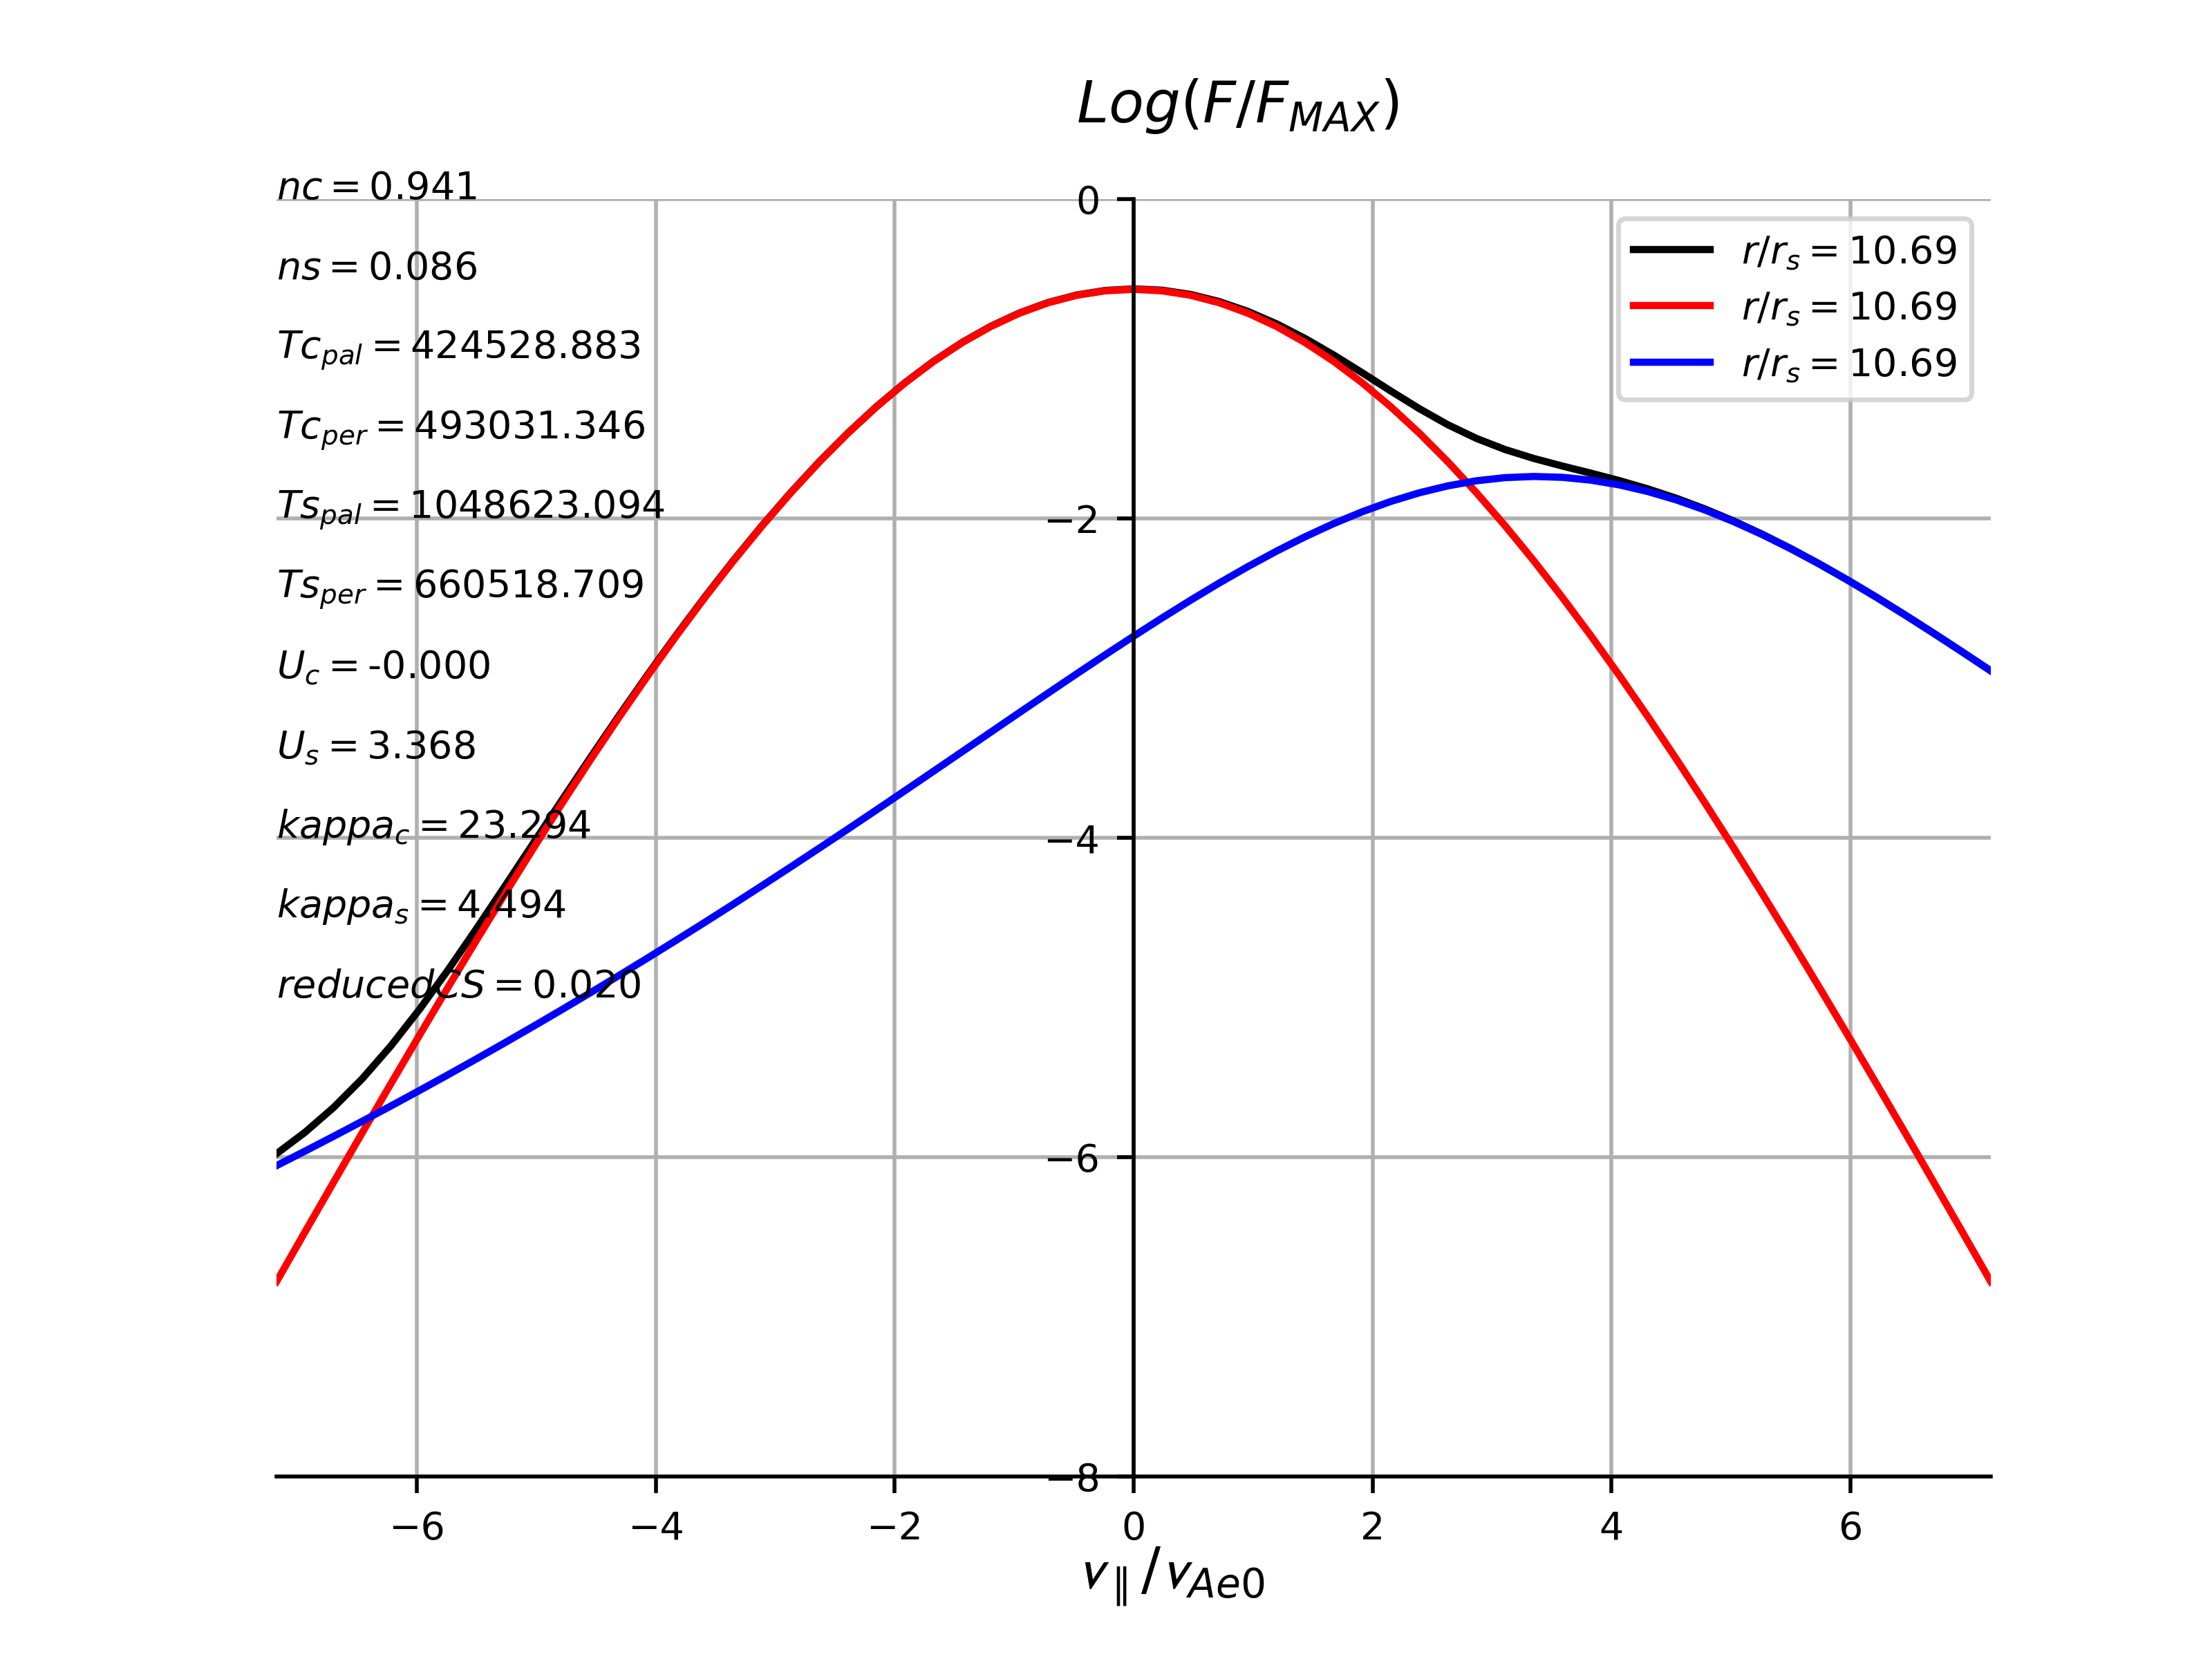 Log(F/F_MAX)
nc = 0.941
ns = 0.086
Tc_pal = 424528.883
Tc_per = 493031.346
Ts_pal = 1048623.094
Ts_per = 660518.709
U_c = -0.000
U_s = 3.368
kappa_c = 23.294
kappa_s = 4.494
reducedCS = 0.020
0
−2
−4
−6
−8
r/r_s = 10.69
r/r_s = 10.69
r/r_s = 10.69
−6 −4 −2 0 2 4 6
v_∥/v_Ae0